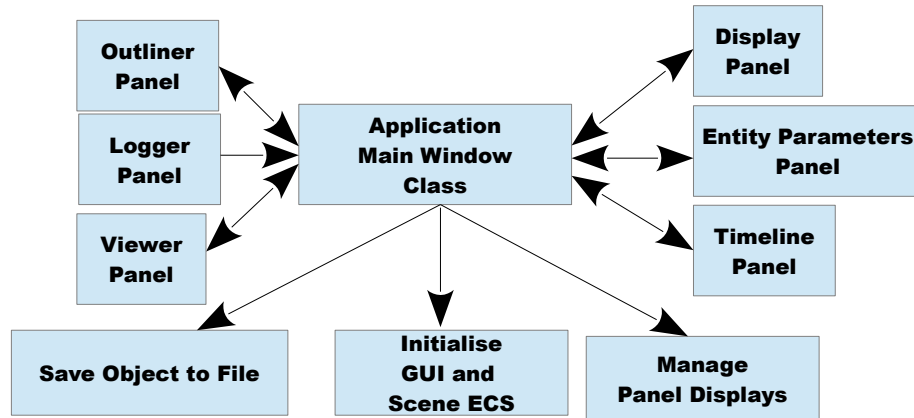 Outliner
Panel
Display
Panel
Logger
Panel
Application
Main Window
Class
Entity Parameters
Panel
Viewer
Panel
Timeline
Panel
Save Object to File
Initialise
GUI and
Scene ECS
Manage
Panel Displays